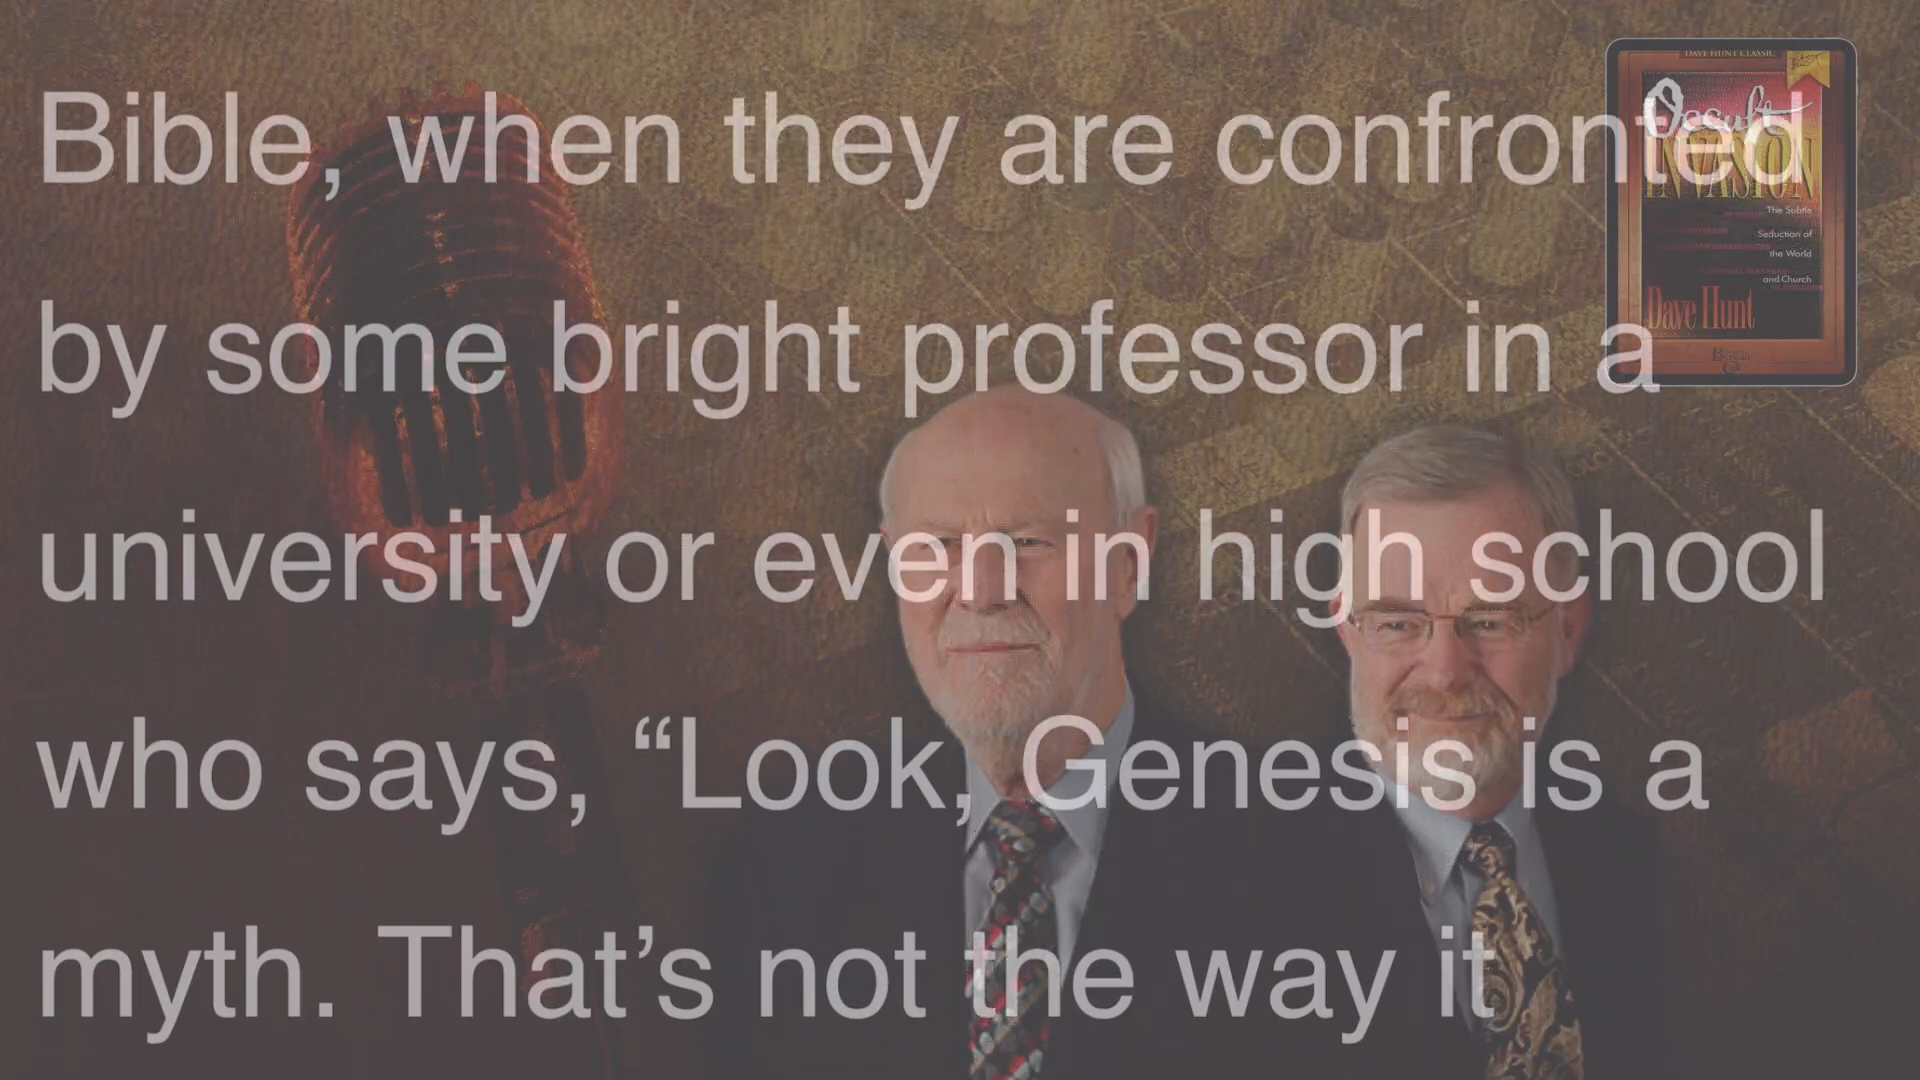 Bible, when they are confronted
by some bright professor in a
university or even in high school
who says, “Look, Genesis is a
myth. That’s not the way it
DAVE HUNT CLASSIC
Occult
INVASION
The Subtle
Seduction of
the World
and Church
Dave Hunt